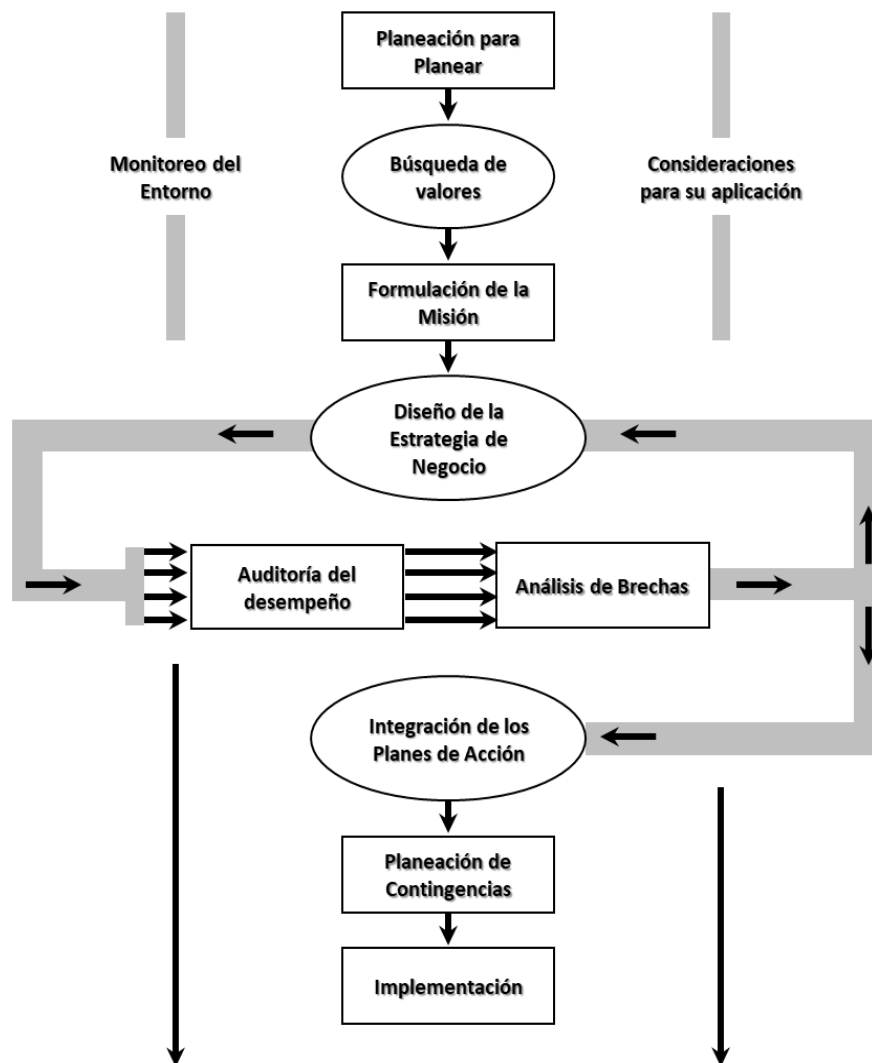 Planeación para
Planear
Búsqueda de
valores
Monitoreo del
Entorno
Consideraciones
para su aplicación
Formulación de la
Misión
Diseño de la
Estrategia de
Negocio
Auditoría del
desempeño
Análisis de Brechas
Integración de los
Planes de Acción
Planeación de
Contingencias
Implementación